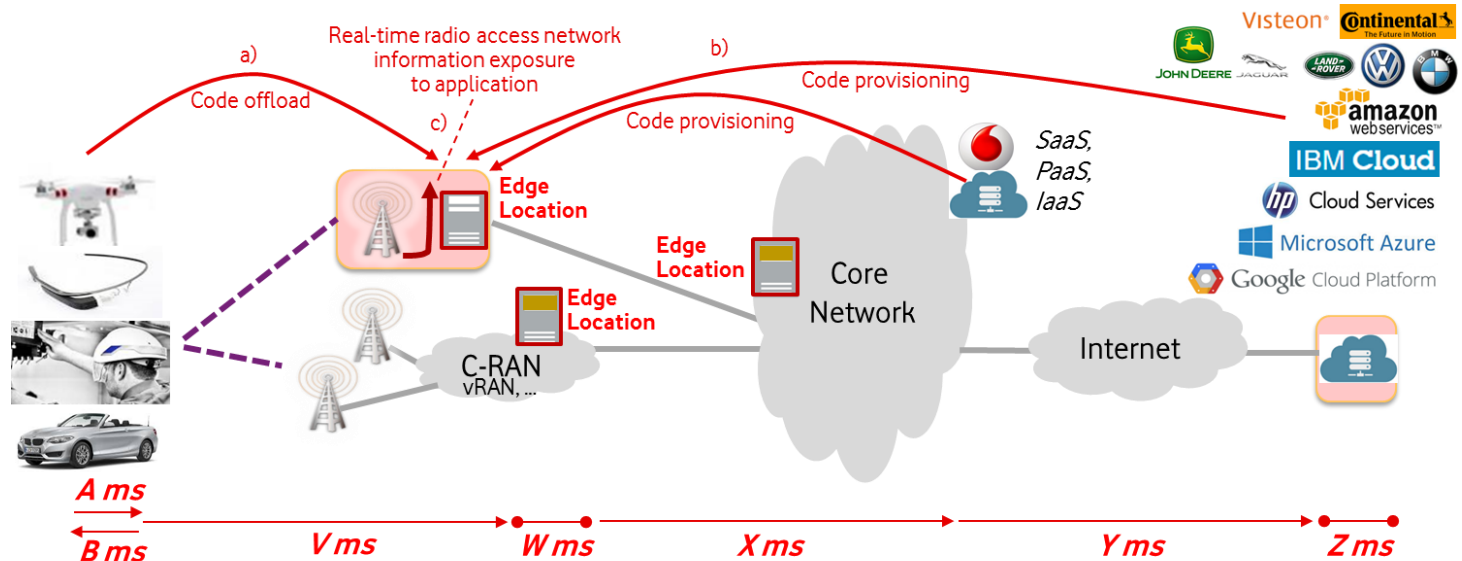 a)
Code offload
Real-time radio access network
information exposure
to application
c)
b)
Code provisioning
Code provisioning
VISTEON
Continental
The Future in Motion
JOHN DEERE
JAGUAR
LAND-
ROVER
BMW
amazon
webservices™
IBM Cloud
hp Cloud Services
Microsoft Azure
Google Cloud Platform
SaaS,
PaaS,
IaaS
Edge
Location
Edge
Location
Edge
Location
Core
Network
C-RAN
vRAN, ...
Internet
A ms
B ms
V ms
W ms
X ms
Y ms
Z ms